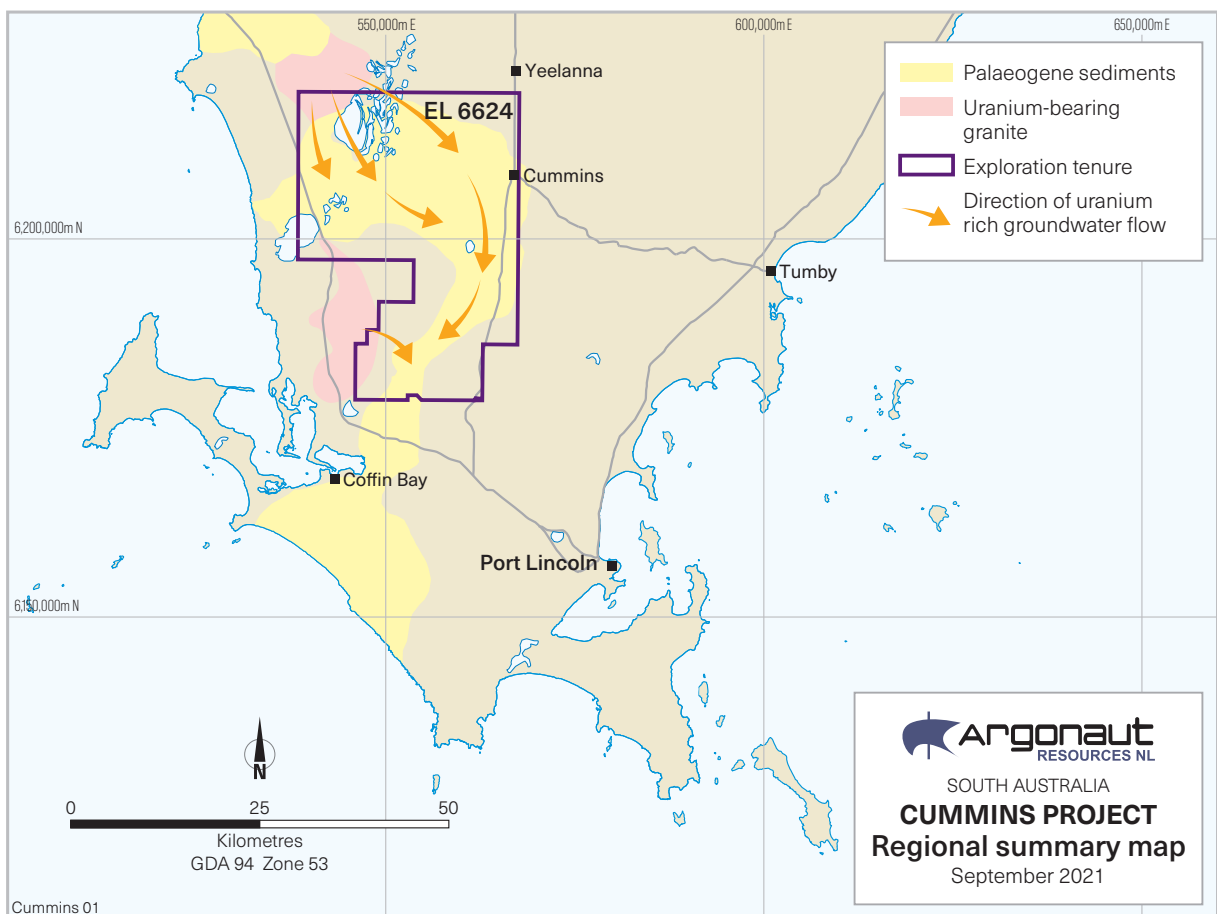 550,000m E
600,000m E
650,000m E
Yeelanna
EL 6624
Cummins
6,200,000m N
Tumby
Coffin Bay
Port Lincoln
6,150,000m N
Palaeogene sediments
Uranium-bearing
granite
Exploration tenure
Direction of uranium
rich groundwater flow
N
0 25 50
Kilometres
GDA 94 Zone 53
Argonaut
RESOURCES NL
SOUTH AUSTRALIA
CUMMINS PROJECT
Regional summary map
September 2021
Cummins 01